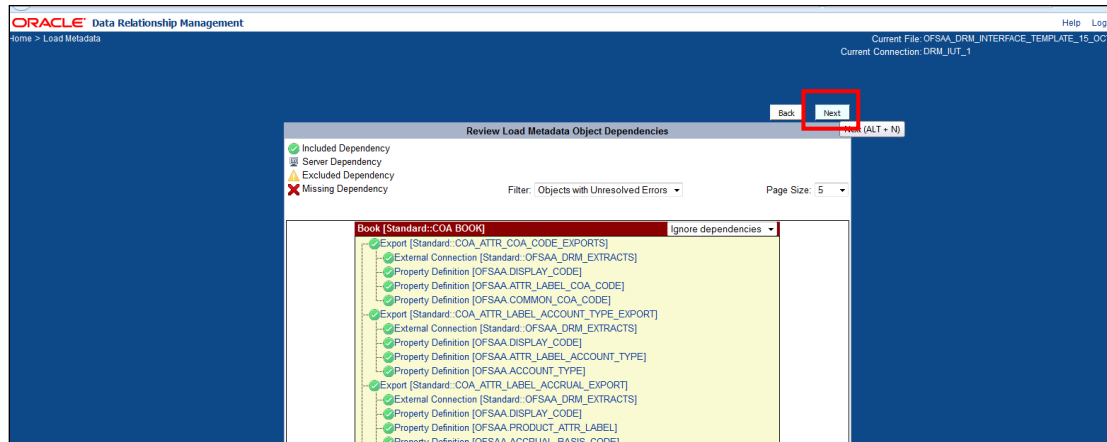 ORACLE Data Relationship Management
Help Log
Home > Load Metadata
Current File: OFSAA_DRM_INTERFACE_TEMPLATE_15_OC
Current Connection: DRM_IUT_1
Back Next
Review Load Metadata Object Dependencies
(ALT + N)
Included Dependency
Server Dependency
Excluded Dependency
Missing Dependency
Filter: Objects with Unresolved Errors
Page Size: 5
Book [Standard::COA BOOK]
Ignore dependencies
Export [Standard::COA_ATTR_COA_CODE_EXPORTS]
External Connection [Standard::OFSAA_DRM_EXTRACTS]
Property Definition [OFSAA.DISPLAY_CODE]
Property Definition [OFSAA.ATTR_LABEL_COA_CODE]
Property Definition [OFSAA.COMMON_COA_CODE]
Export [Standard::COA_ATTR_LABEL_ACCOUNT_TYPE_EXPORT]
External Connection [Standard::OFSAA_DRM_EXTRACTS]
Property Definition [OFSAA.DISPLAY_CODE]
Property Definition [OFSAA.ATTR_LABEL_ACCOUNT_TYPE]
Property Definition [OFSAA.ACCOUNT_TYPE]
Export [Standard::COA_ATTR_LABEL_ACCRUAL_EXPORT]
External Connection [Standard::OFSAA_DRM_EXTRACTS]
Property Definition [OFSAA.DISPLAY_CODE]
Property Definition [OFSAA.PRODUCT_ATTR_LABEL]
Property Definition [OFSAA.ACCRUAL_BASIS_CODE]